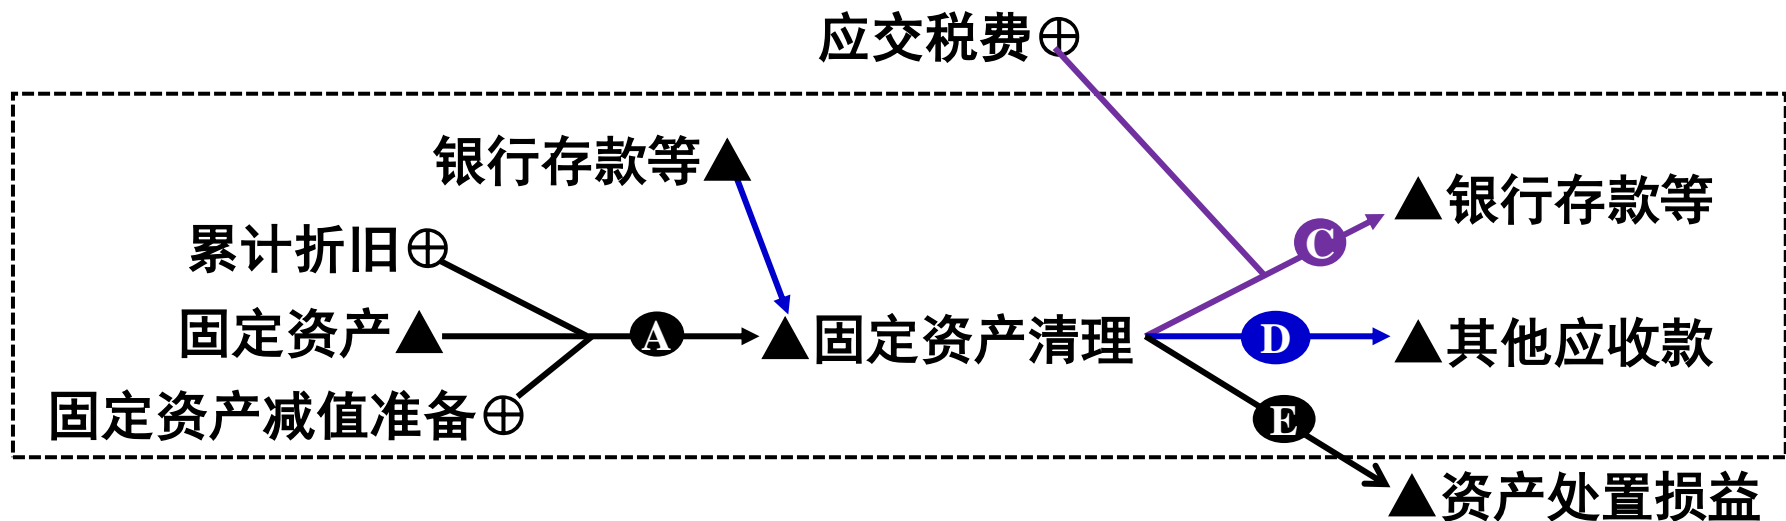 应交税费
银行存款等
银行存款等
C
累计折旧
固定资产
A
固定资产清理
D
其他应收款
固定资产减值准备
E
资产处置损益